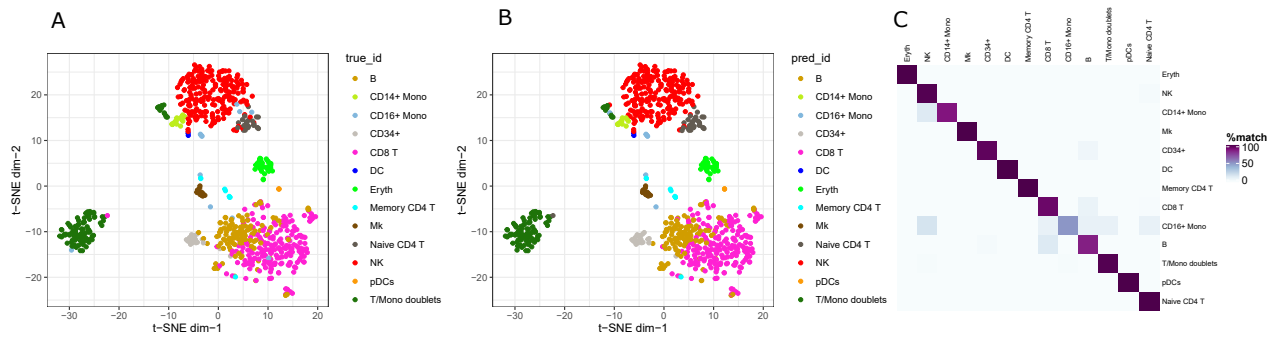 A
true_id
B
CD14+ Mono
CD16+ Mono
CD34+
CD8 T
DC
Eryth
Memory CD4 T
Mk
Naive CD4 T
NK
pDCs
T/Mono doublets
t-SNE dim-2
20
10
0
−10
−20
−30
−20
−10
0
10
20
t-SNE dim-1
B
pred_id
B
CD14+ Mono
CD16+ Mono
CD34+
CD8 T
DC
Eryth
Memory CD4 T
Mk
Naive CD4 T
NK
pDCs
T/Mono doublets
t-SNE dim-2
20
10
0
−10
−20
−30
−20
−10
0
10
20
t-SNE dim-1
C
Eryth
NK
CD14+ Mono
Mk
CD34+
DC
Memory CD4 T
CD8 T
CD16+ Mono
B
T/Mono doublets
pDCs
Naive CD4 T
Eryth
NK
CD14+ Mono
Mk
CD34+
DC
Memory CD4 T
CD8 T
CD16+ Mono
B
T/Mono doublets
pDCs
Naive CD4 T
%match
100
50
0